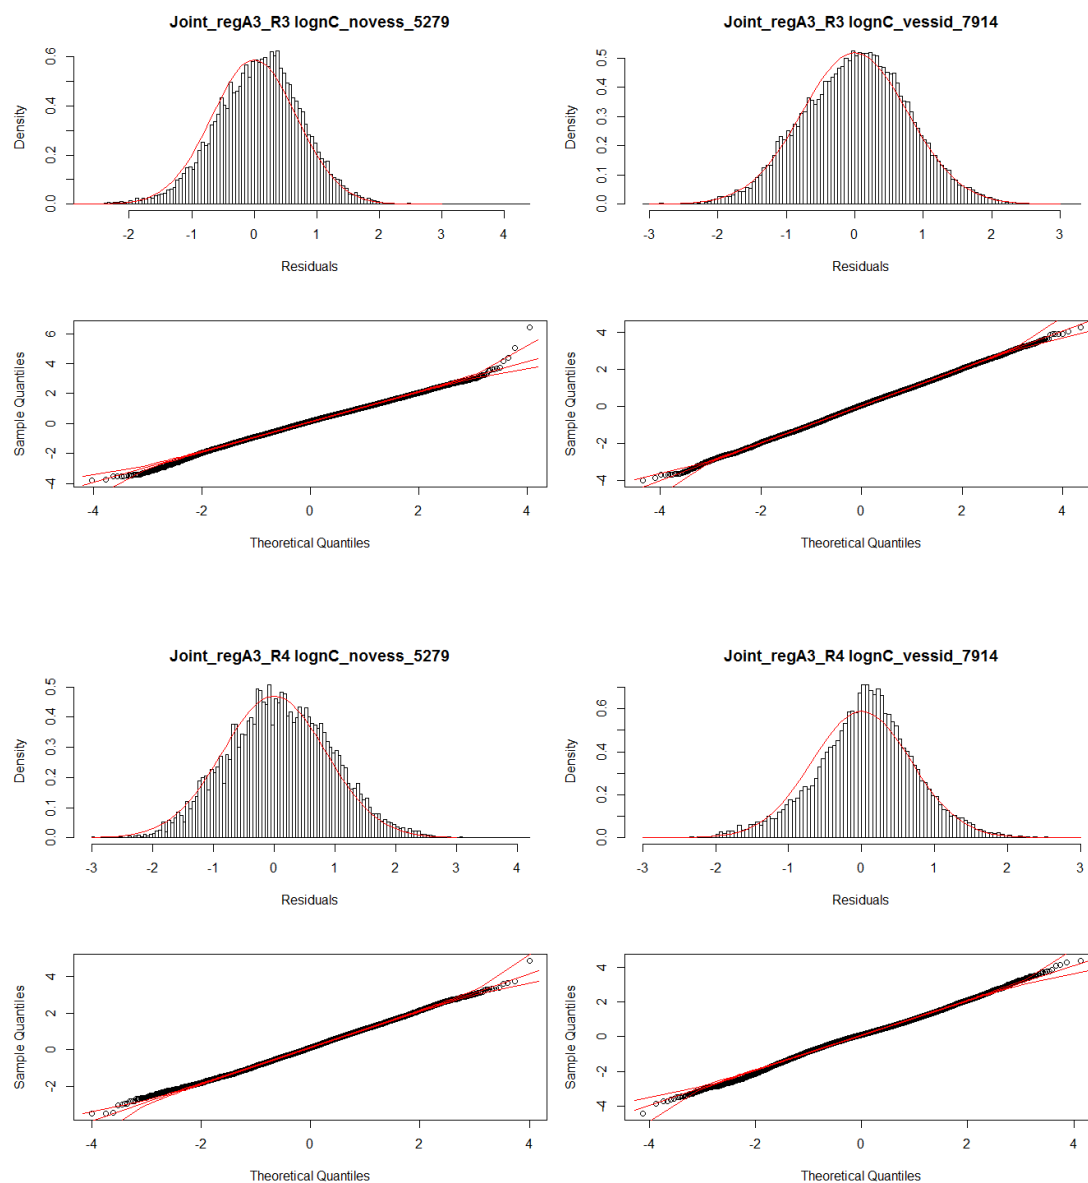 Joint_regA3_R3 lognC_novess_5279
Density
0.0 0.2 0.4 0.6
-2 -1 0 1 2 3 4
Residuals
Joint_regA3_R3 lognC_vessid_7914
Density
0.0 0.1 0.2 0.3 0.4 0.5
-3 -2 -1 0 1 2 3
Residuals
Sample Quantiles
-4 -2 0 2 4 6
-4 -2 0 2 4
Theoretical Quantiles
Sample Quantiles
-4 -2 0 2 4
-4 -2 0 2 4
Theoretical Quantiles
Joint_regA3_R4 lognC_novess_5279
Density
0.0 0.1 0.2 0.3 0.4 0.5
-3 -2 -1 0 1 2 3 4
Residuals
Joint_regA3_R4 lognC_vessid_7914
Density
0.0 0.2 0.4 0.6
-3 -2 -1 0 1 2 3
Residuals
Sample Quantiles
-2 0 2 4
-4 -2 0 2 4
Theoretical Quantiles
Sample Quantiles
-4 -2 0 2 4
-4 -2 0 2 4
Theoretical Quantiles